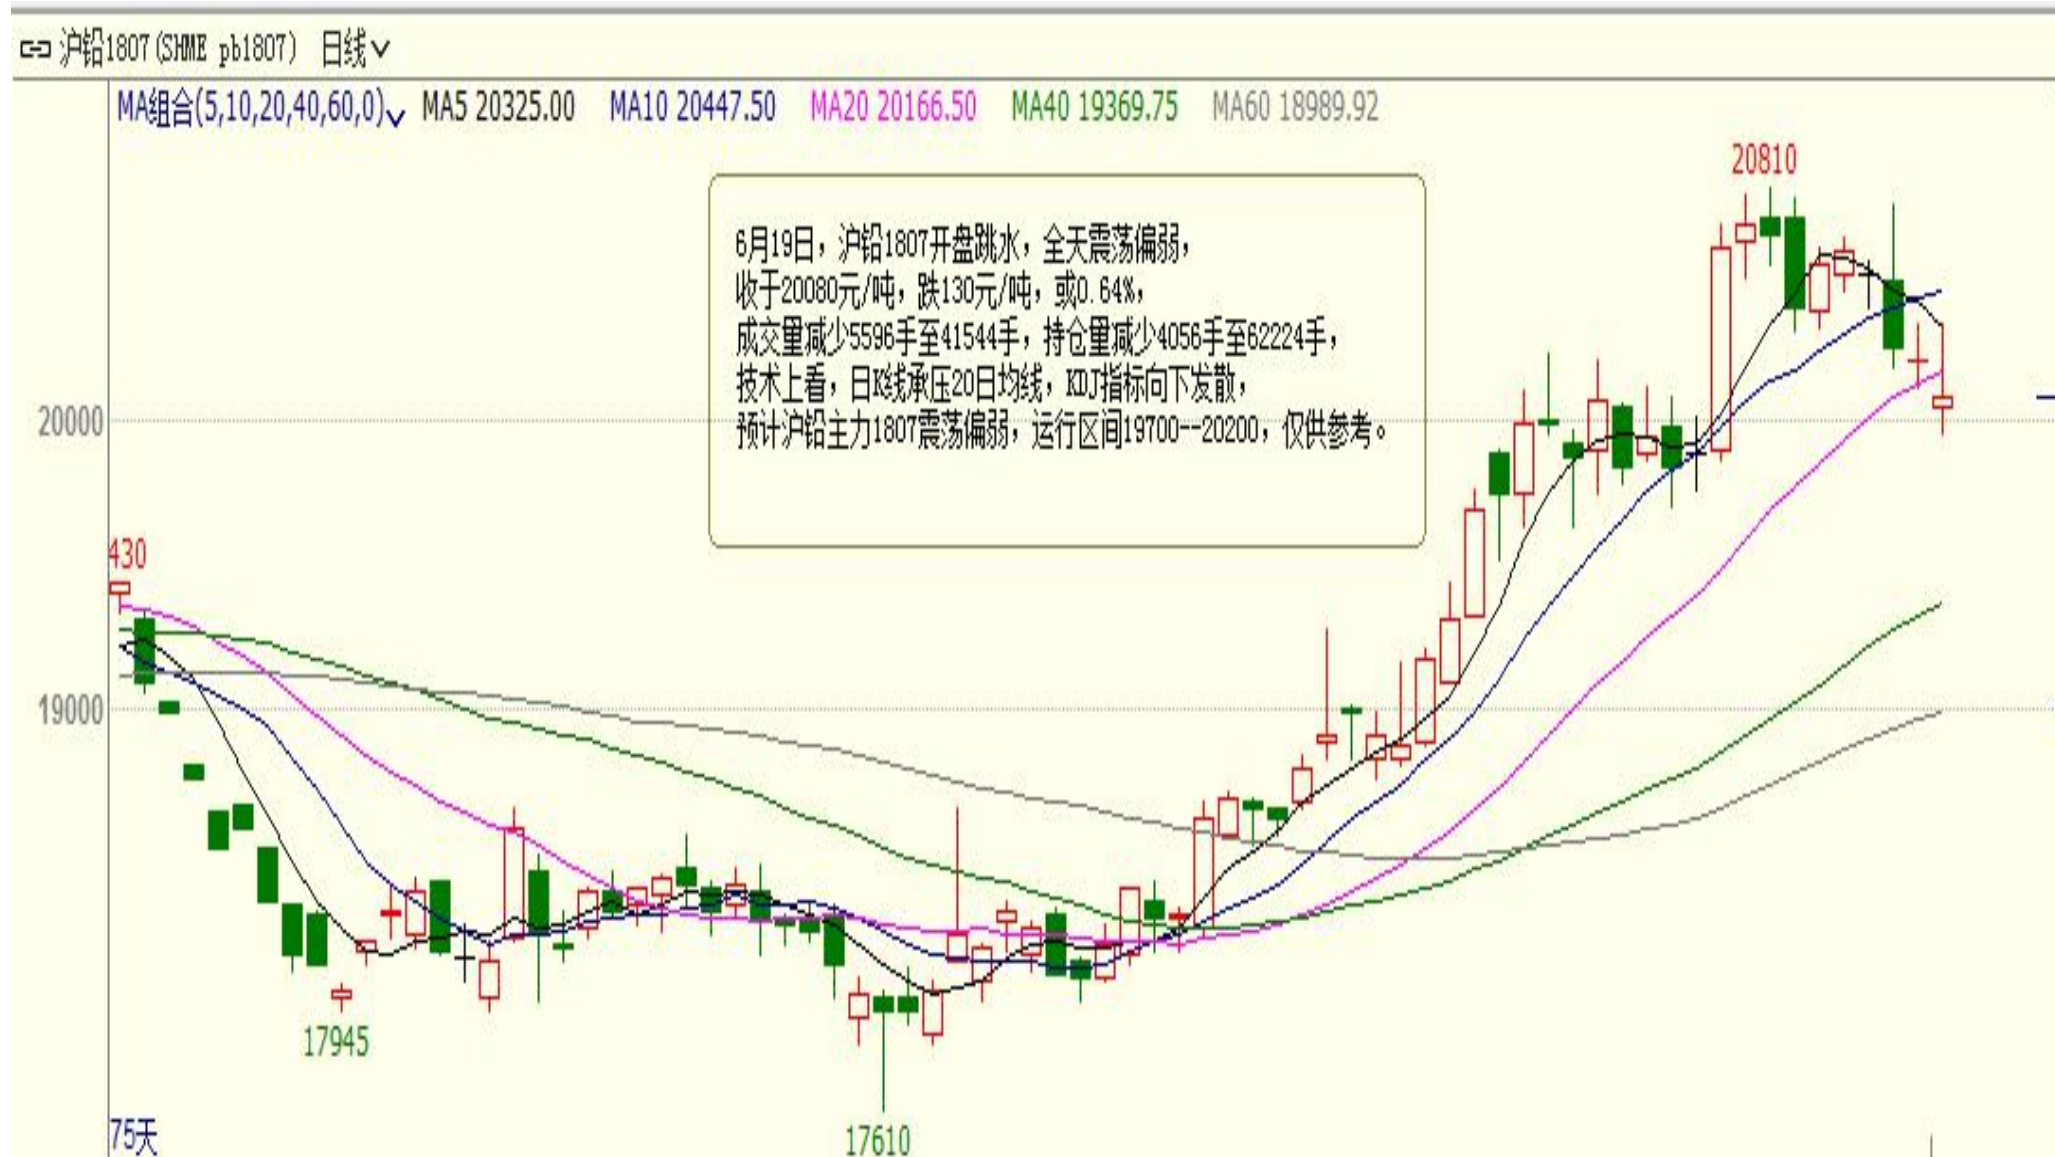 沪铅1807(SHME pb1807) 日线
MA组合(5,10,20,40,60,0) MA5 20325.00 MA10 20447.50 MA20 20166.50 MA40 19369.75 MA60 18989.92
20810
6月19日，沪铅1807开盘跳水，全天震荡偏弱，
收于20080元/吨，跌130元/吨，或0.64%，
成交量减少5596手至41544手，持仓量减少4056手至62224手，
技术上看，日K线承压20日均线，KDJ指标向下发散，
预计沪铅主力1807震荡偏弱，运行区间19700--20200，仅供参考。
20000
430
19000
17945
17610
75天